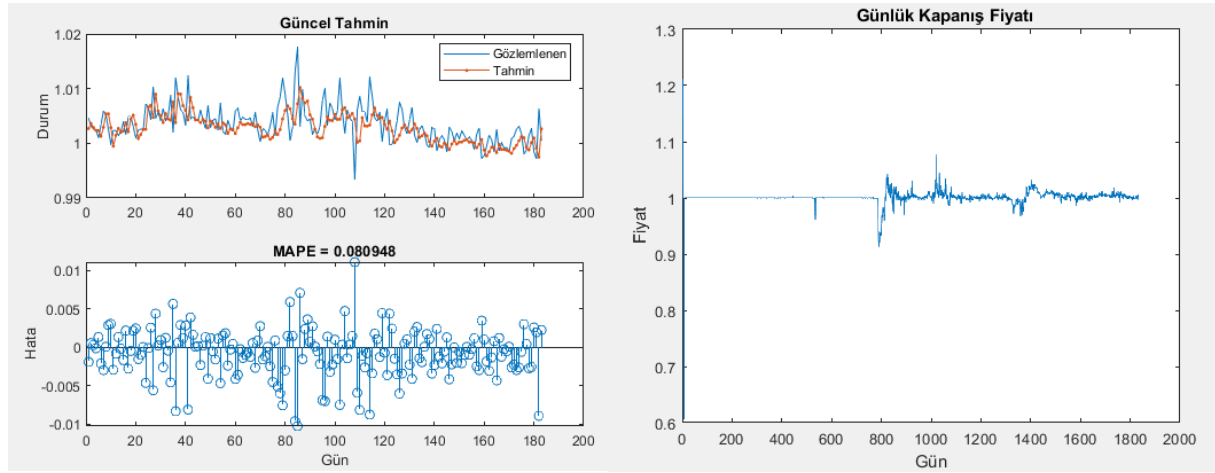 Güncel Tahmin
1.02
1.01
1
0.99
Durum
Gözlemlenen
Tahmin
0 20 40 60 80 100 120 140 160 180 200
MAPE = 0.080948
0.01
0.005
0
-0.005
-0.01
Hata
0 20 40 60 80 100 120 140 160 180 200
Gün
Günlük Kapanış Fiyatı
1.3
1.2
1.1
1
0.9
0.8
0.7
0.6
Fiyat
0 200 400 600 800 1000 1200 1400 1600 1800 2000
Gün